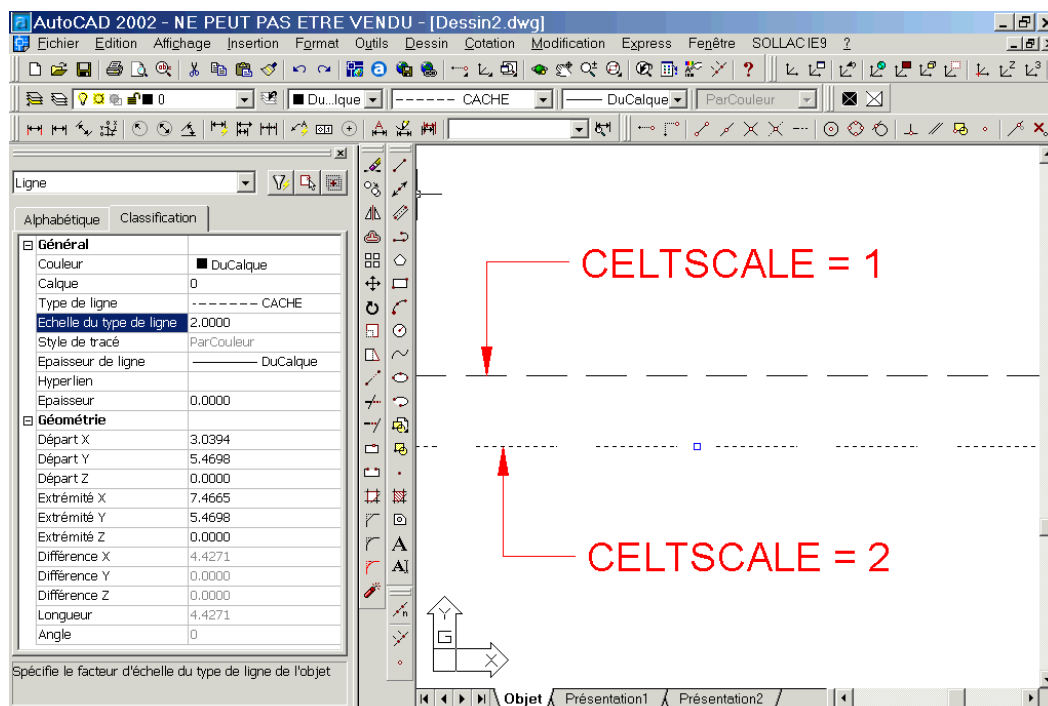 AutoCAD 2002 - NE PEUT PAS ETRE VENDU - [Dessin2.dwg]
Fichier Edition Affichage Insertion Format Outils Dessin Cotation Modification Express Fenêtre SOLLACIE9 ?
0 Du...lque CACHE DuCalque ParCouleur
Ligne
Alphabétique Classification
Général
Couleur DuCalque
Calque 0
Type de ligne CACHE
Echelle du type de ligne 2.0000
Style de tracé ParCouleur
Epaisseur de ligne DuCalque
Hyperlien
Epaisseur 0.0000
Géométrie
Départ X 3.0394
Départ Y 5.4698
Départ Z 0.0000
Extrémité X 7.4665
Extrémité Y 5.4698
Extrémité Z 0.0000
Différence X 4.4271
Différence Y 0.0000
Différence Z 0.0000
Longueur 4.4271
Angle 0
Spécifie le facteur d'échelle du type de ligne de l'objet
CELTSCALE = 1
CELTSCALE = 2
Y
G
X
Objet Présentation1 Présentation2